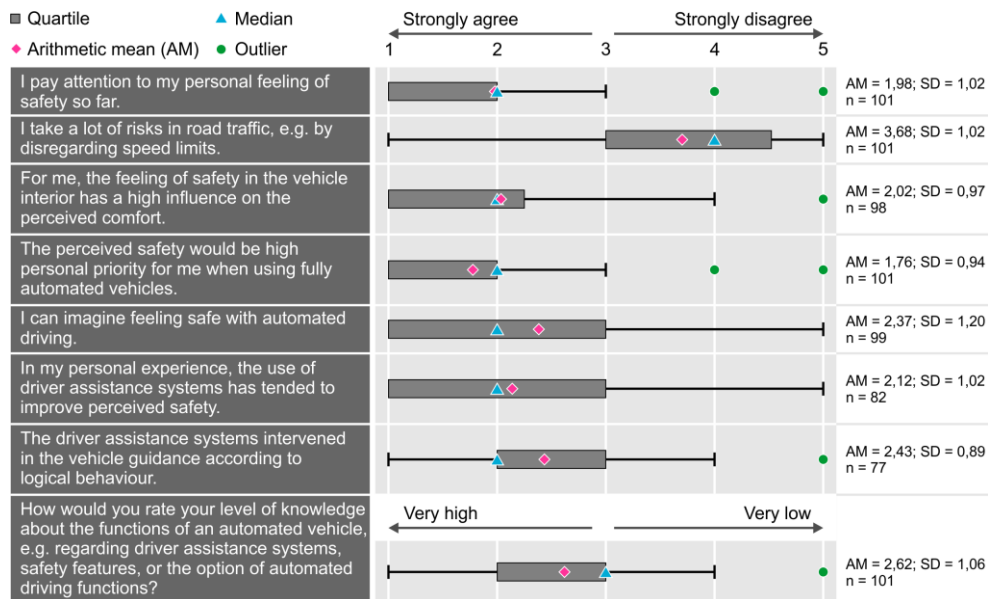 Quartile
Median
Arithmetic mean (AM)
Outlier
Strongly agree
Strongly disagree
1 2 3 4 5
I pay attention to my personal feeling of
safety so far.
AM = 1,98; SD = 1,02
n = 101
I take a lot of risks in road traffic, e.g. by
disregarding speed limits.
AM = 3,68; SD = 1,02
n = 101
For me, the feeling of safety in the vehicle
interior has a high influence on the
perceived comfort.
AM = 2,02; SD = 0,97
n = 98
The perceived safety would be high
personal priority for me when using fully
automated vehicles.
AM = 1,76; SD = 0,94
n = 101
I can imagine feeling safe with automated
driving.
AM = 2,37; SD = 1,20
n = 99
In my personal experience, the use of
driver assistance systems has tended to
improve perceived safety.
AM = 2,12; SD = 1,02
n = 82
The driver assistance systems intervened
in the vehicle guidance according to
logical behaviour.
AM = 2,43; SD = 0,89
n = 77
How would you rate your level of knowledge
about the functions of an automated vehicle,
e.g. regarding driver assistance systems,
safety features, or the option of automated
driving functions?
Very high
Very low
AM = 2,62; SD = 1,06
n = 101